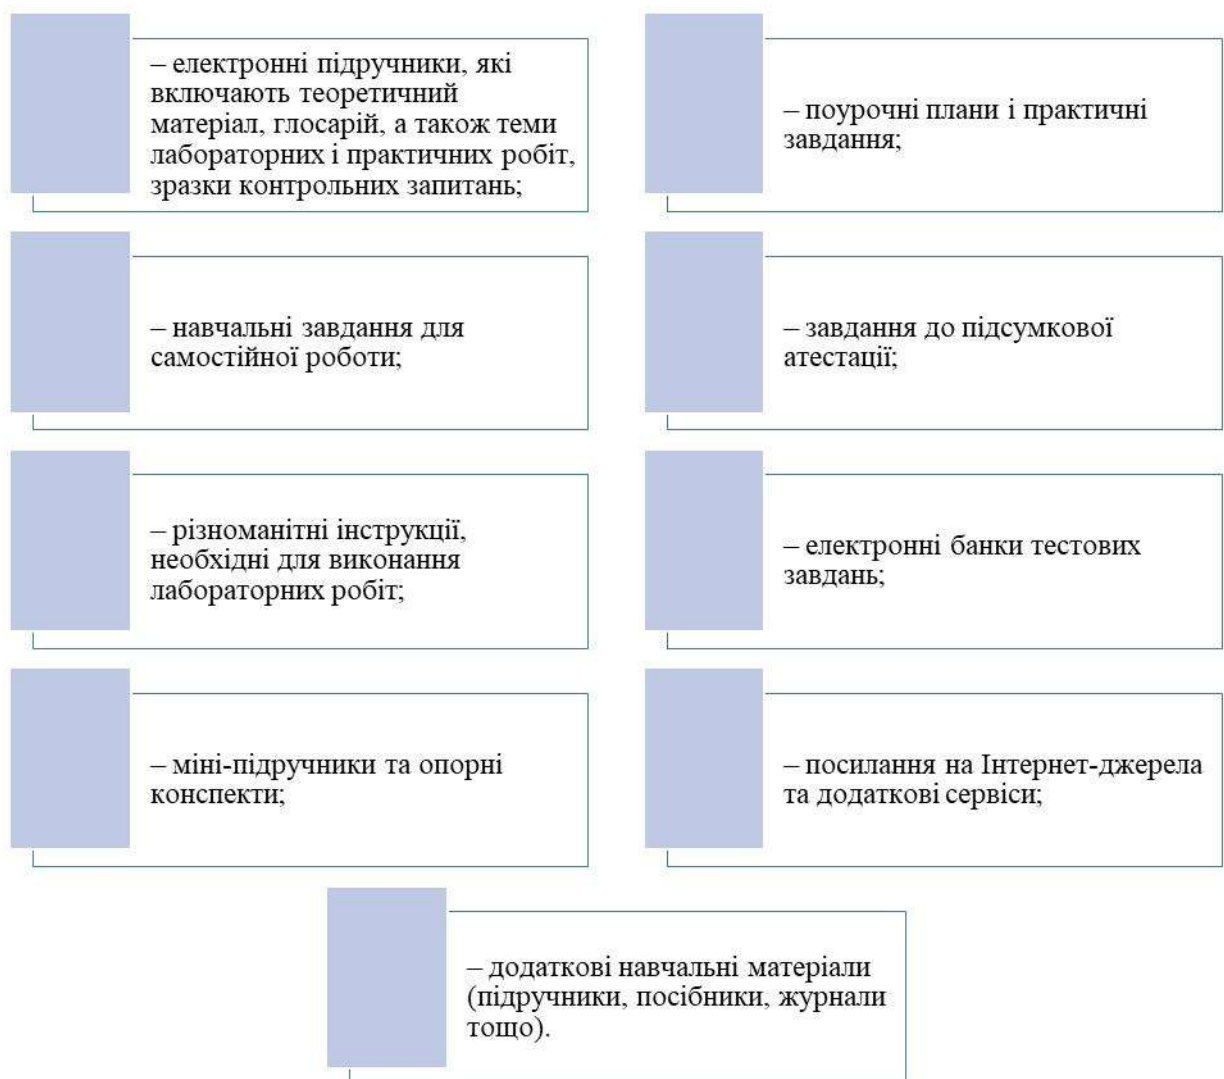 – електронні підручники, які
включають теоретичний
матеріал, глосарій, а також теми
лабораторних і практичних робіт,
зразки контрольних запитань;
– поурочні плани і практичні
завдання;
– навчальні завдання для
самостійної роботи;
– завдання до підсумкової
атестації;
– різноманітні інструкції,
необхідні для виконання
лабораторних робіт;
– електронні банки тестових
завдань;
– міні-підручники та опорні
конспекти;
– посилання на Інтернет-джерела
та додаткові сервіси;
– додаткові навчальні матеріали
(підручники, посібники, журнали
тощо).